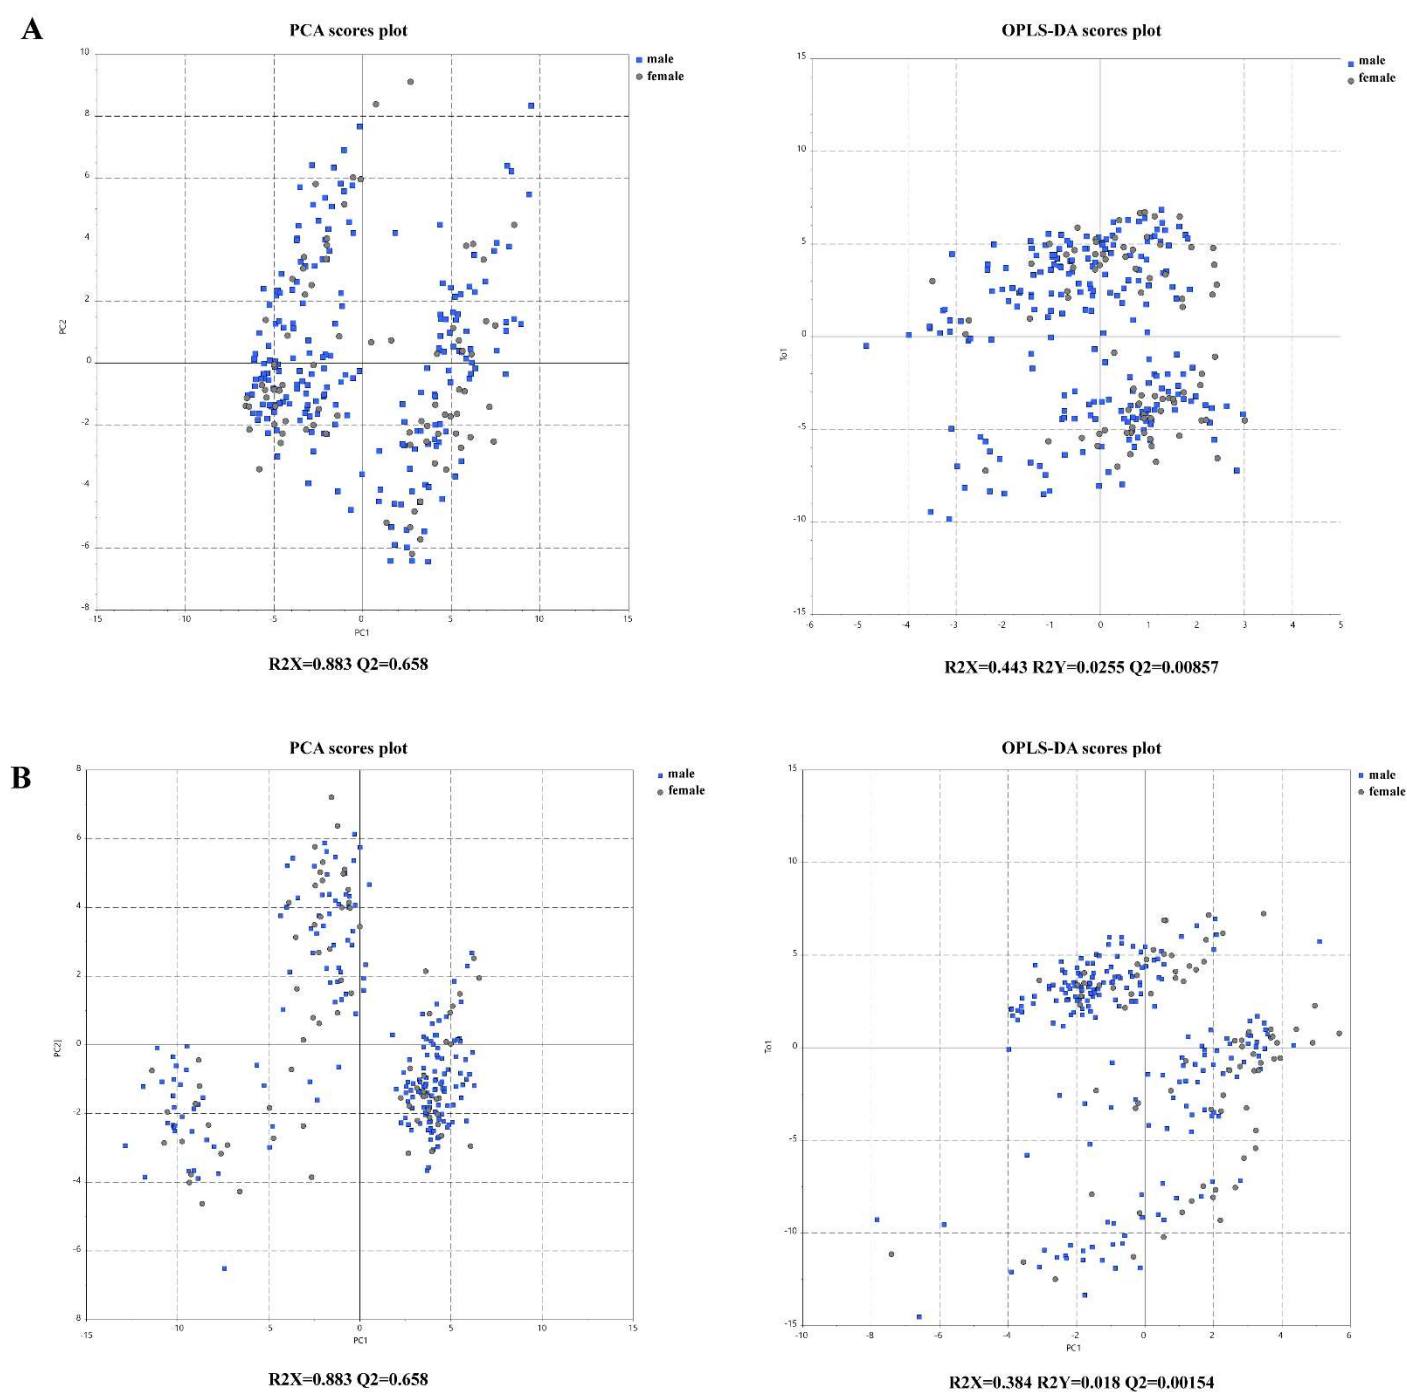 A
PCA scores plot
OPLS-DA scores plot
male
female
male
female
10
8
6
4
2
0
-2
-4
-6
-8
PC2
-15
-10
-5
0
5
10
15
PC1
15
10
5
0
-5
-10
-15
To1
-6
-5
-4
-3
-2
-1
0
1
2
3
4
5
R2X=0.883 Q2=0.658
R2X=0.443 R2Y=0.0255 Q2=0.00857
B
PCA scores plot
OPLS-DA scores plot
male
female
male
female
8
6
4
2
0
-2
-4
-6
8
PC2]
-15
-10
-5
0
5
10
15
PC1
15
10
5
0
-5
-10
-15
To1
-10
-8
-6
-4
-2
0
2
4
6
PC1
R2X=0.883 Q2=0.658
R2X=0.384 R2Y=0.018 Q2=0.00154